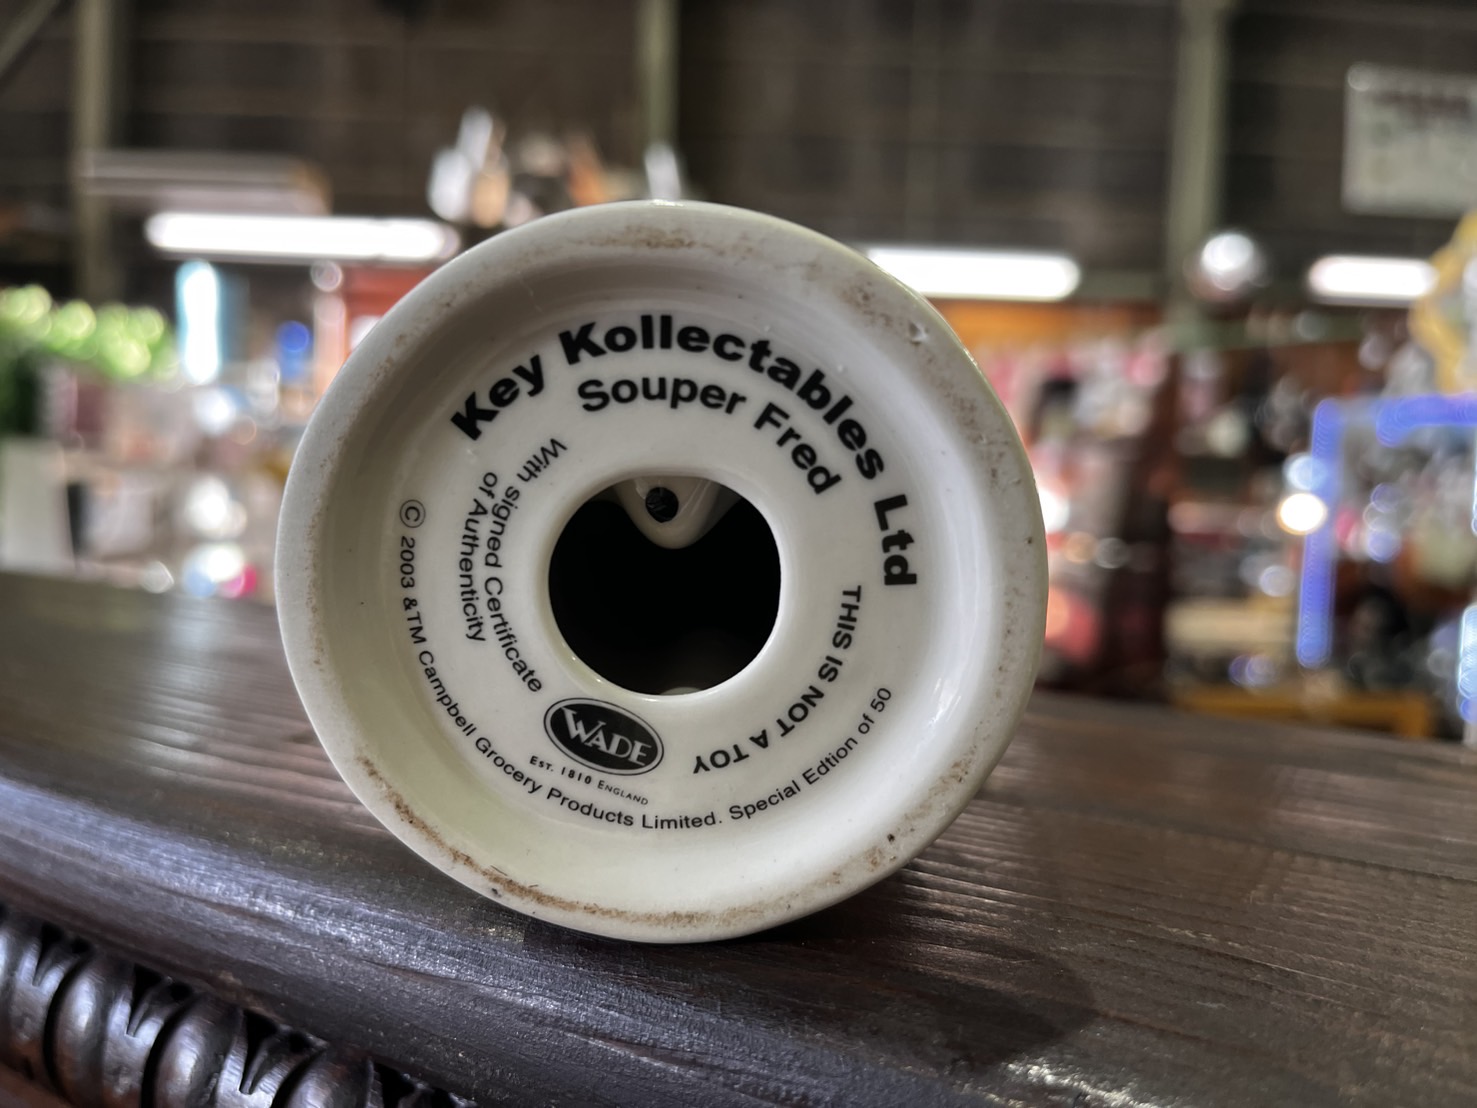 Key Kollectables Ltd
Souper Fred
With signed Certificate
of Authenticity
THIS IS NOT A TOY
WADE
EST. 1810 ENGLAND
© 2003 & TM Campbell Grocery Products Limited. Special Edtion of 50